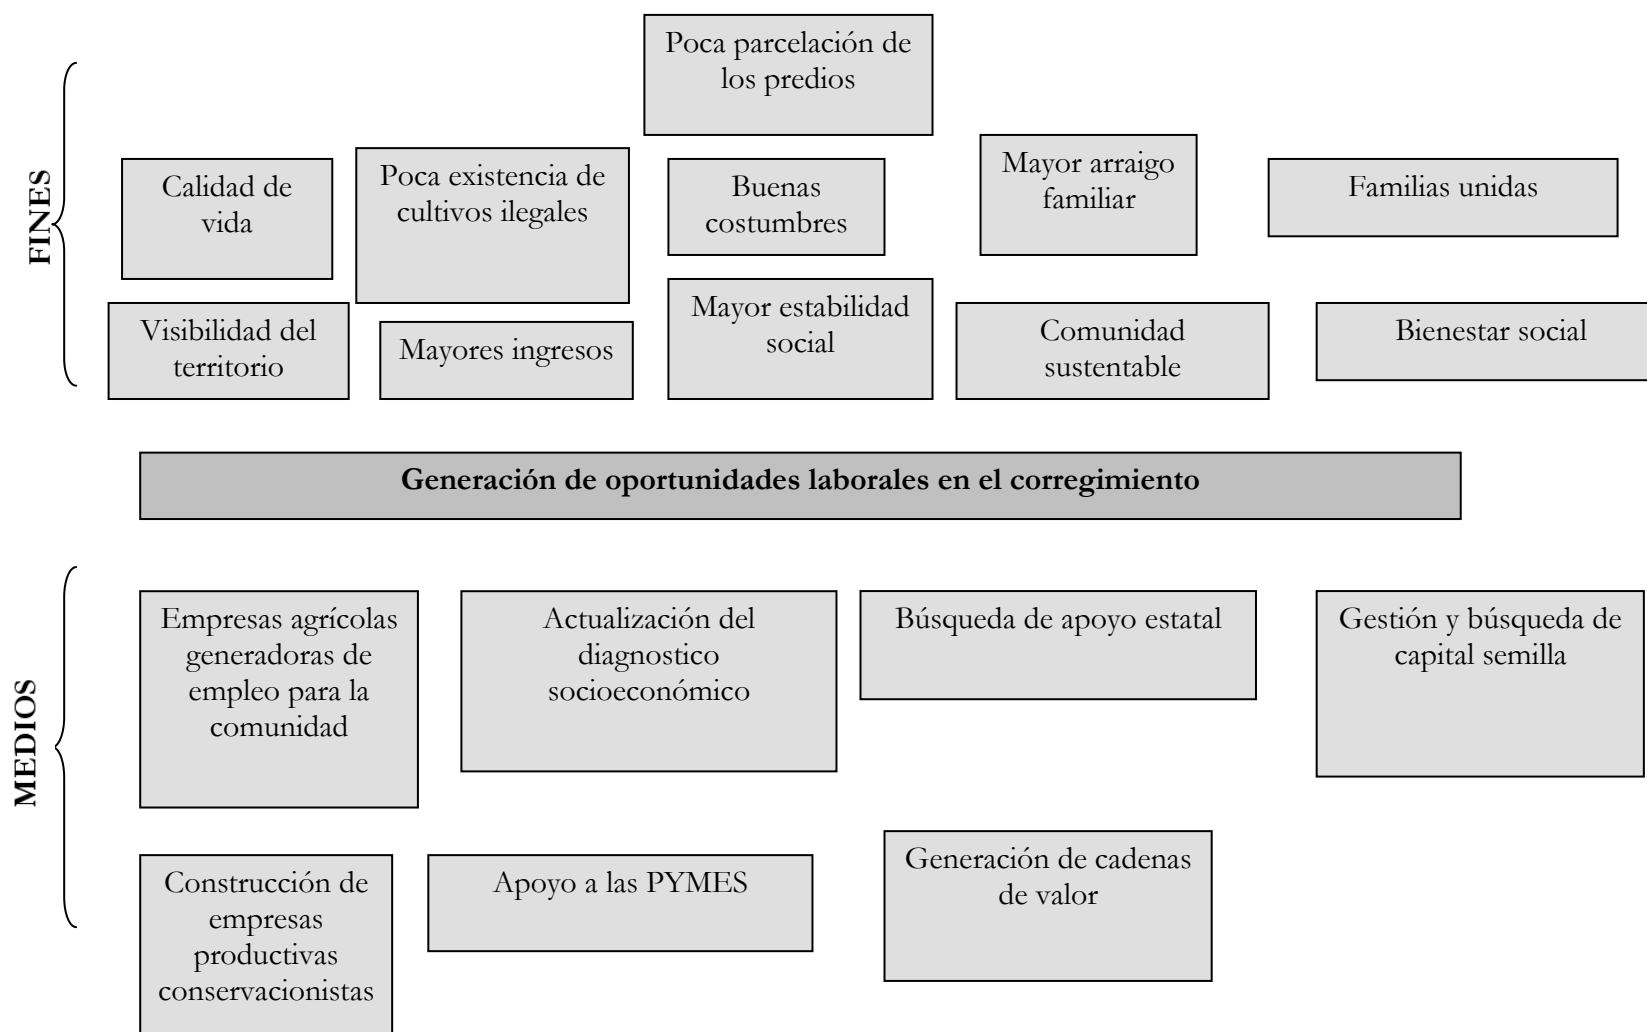 FINES
Poca parcelación de
los predios
Calidad de
vida
Poca existencia de
cultivos ilegales
Buenas
costumbres
Mayor arraigo
familiar
Familias unidas
Visibilidad del
territorio
Mayores ingresos
Mayor estabilidad
social
Comunidad
sustentable
Bienestar social
Generación de oportunidades laborales en el corregimiento
MEDIOS
Empresas agrícolas
generadoras de
empleo para la
comunidad
Actualización del
diagnostico
socioeconómico
Búsqueda de apoyo estatal
Gestión y búsqueda de
capital semilla
Construcción de
empresas
productivas
conservacionistas
Apoyo a las PYMES
Generación de cadenas
de valor